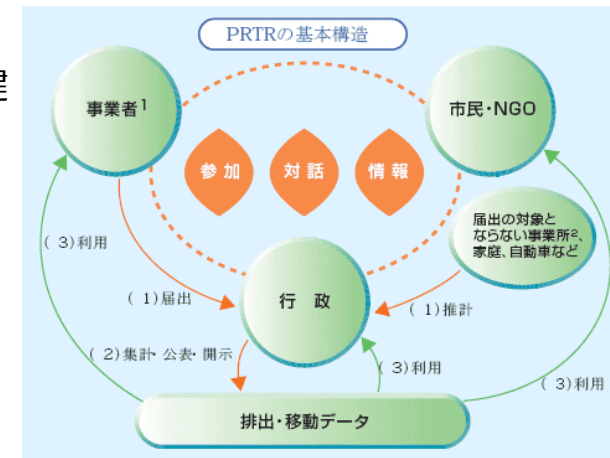 PRTRの基本構造
建
事業者1
市民・NGO
参加
対話
情報
届出の対象と
ならない事業所2、
家庭、自動車など
( 3)利用
( 1)届出
行 政
( 1)推計
( 2)集計・公表・開示
( 3)利用
( 3)利用
排出・移動データ